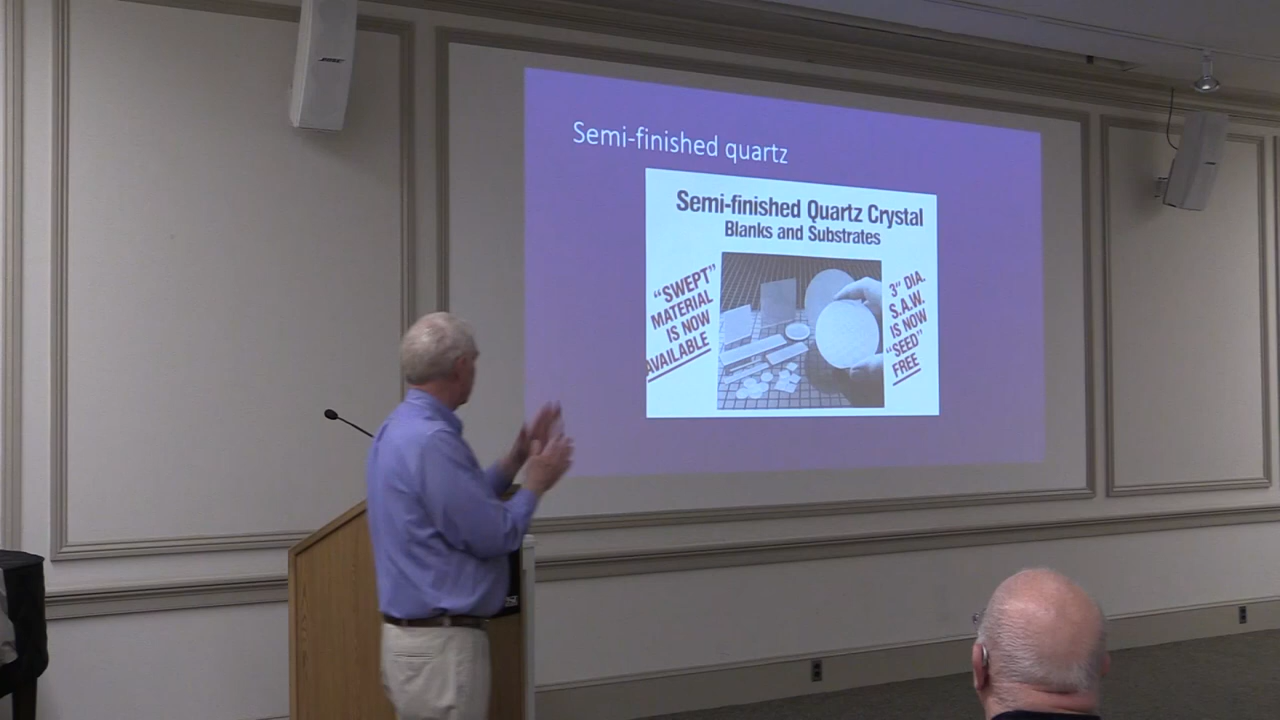 BOSE
Semi-finished quartz
Semi-finished Quartz Crystal
Blanks and Substrates
"SWEPT"
MATERIAL
IS NOW
AVAILABLE
3" DIA.
S.A.W.
IS NOW
"SEED"
FREE